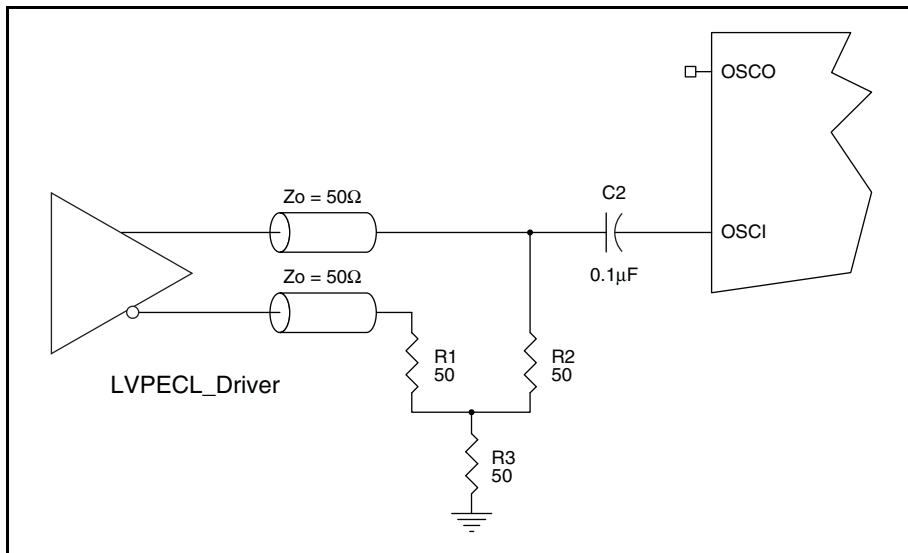 OSCO
C2
Zo = 50Ω
OSCI
0.1μF
Zo = 50Ω
R1
50
R2
50
LVPECL_Driver
R3
50